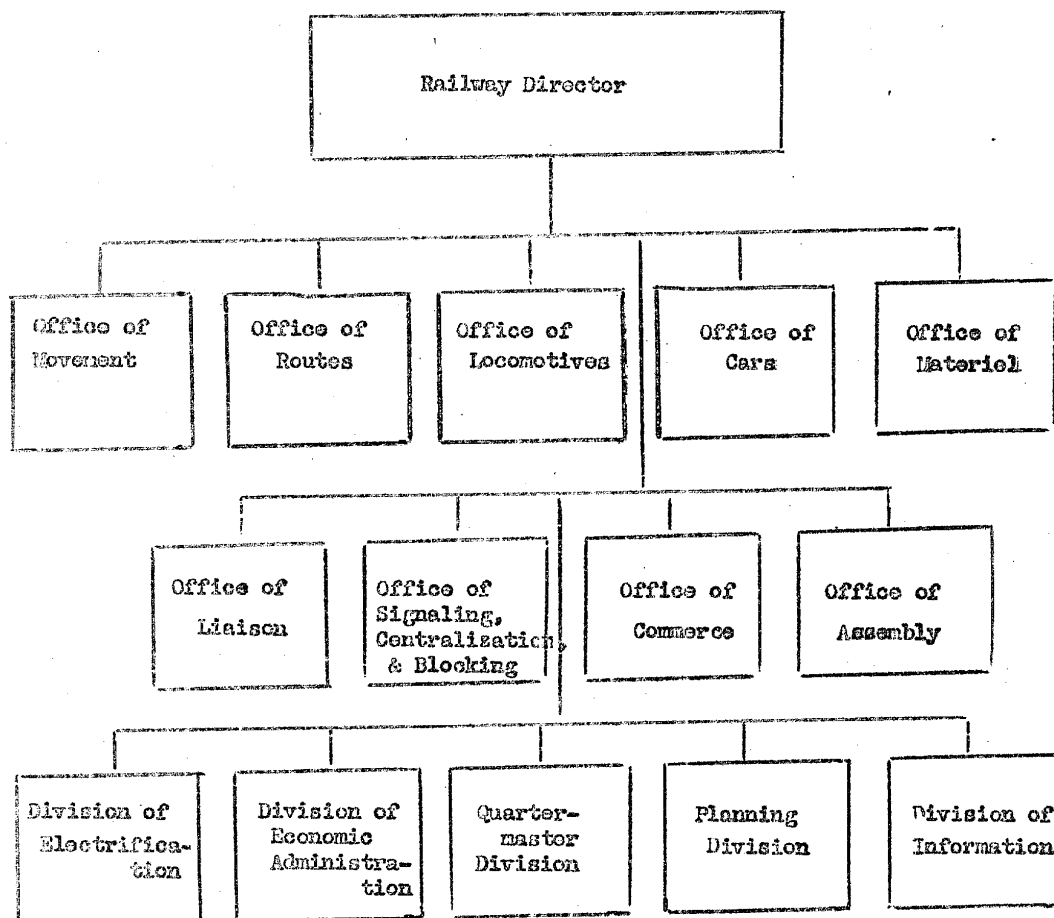 Railway Director
Office of
Movement
Office of
Routes
Office of
Locomotives
Office of
Cars
Office of
Materiel
Office of
Liaison
Office of
Signaling,
Centralization,
& Blocking
Office of
Commerce
Office of
Assembly
Division of
Electrifica-
tion
Division of
Economic
Administra-
tion
Quarter-
master
Division
Planning
Division
Division of
Information